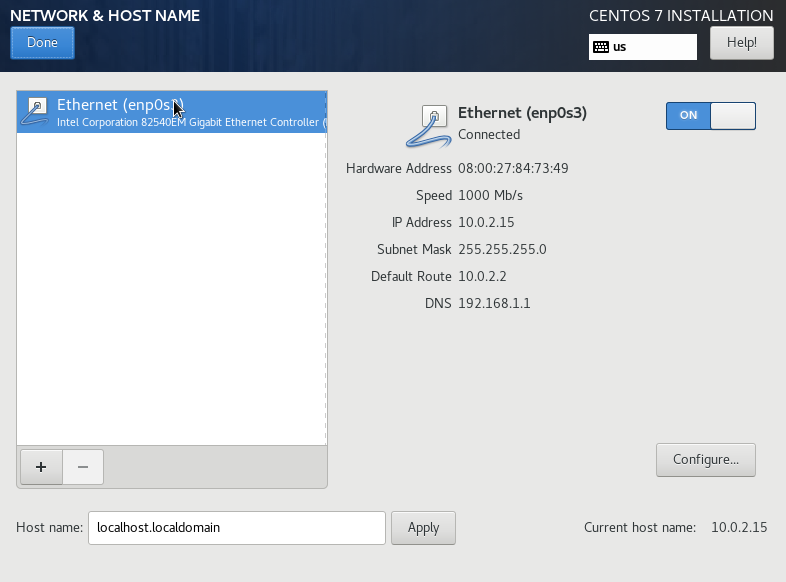 NETWORK & HOST NAME
CENTOS 7 INSTALLATION
Done
us
Help!
Ethernet (enp0s3)
Intel Corporation 82540EM Gigabit Ethernet Controller (
Ethernet (enp0s3)
Connected
ON
Hardware Address 08:00:27:84:73:49
Speed 1000 Mb/s
IP Address 10.0.2.15
Subnet Mask 255.255.255.0
Default Route 10.0.2.2
DNS 192.168.1.1
+ −
Configure...
Host name: localhost.localdomain Apply
Current host name: 10.0.2.15